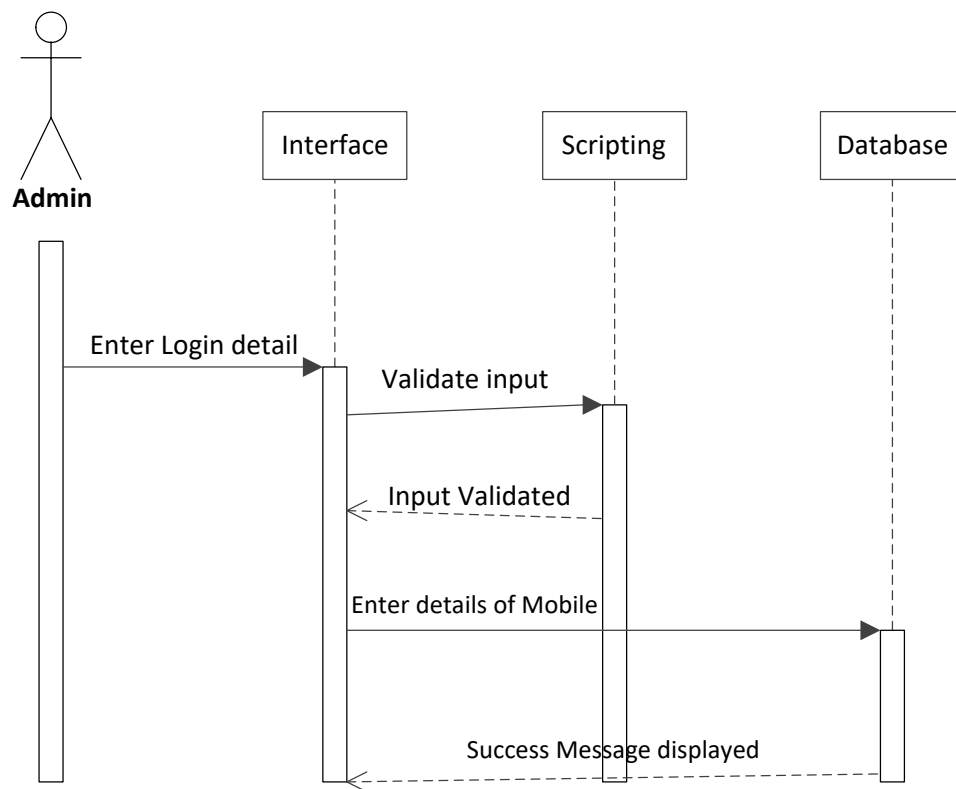 Admin
Interface
Scripting
Database
Enter Login detail
Validate input
Input Validated
Enter details of Mobile
Success Message displayed